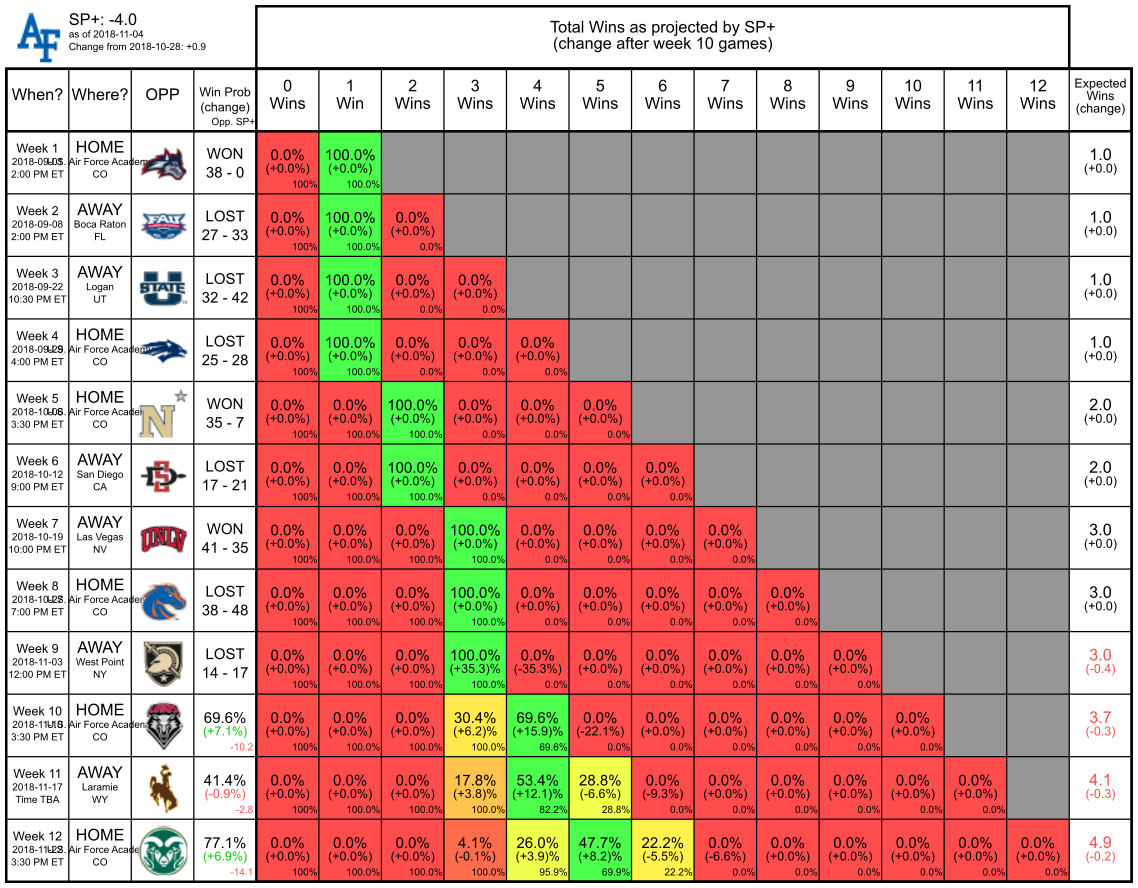 SP+: -4.0
as of 2018-11-04
Change from 2018-10-28: +0.9
Total Wins as projected by SP+
(change after week 10 games)
When? Where? OPP Win Prob (change) Opp. SP+ 0 Wins 1 Win 2 Wins 3 Wins 4 Wins 5 Wins 6 Wins 7 Wins 8 Wins 9 Wins 10 Wins 11 Wins 12 Wins Expected Wins (change)
Week 1 HOME WON 0.0% 100.0% 1.0
Air Force Academy (+0.0%) (+0.0%) (+0.0)
2:00 PM ET CO 38 - 0 100% 100.0%
Week 2 AWAY LOST 0.0% 100.0% 0.0% 1.0
2018-09-08 Boca Raton FAU (+0.0%) (+0.0%) (+0.0%) (+0.0)
2:00 PM ET FL 27 - 33 100% 100.0% 0.0%
Week 3 AWAY LOST 0.0% 100.0% 0.0% 0.0% 1.0
2018-09-22 Logan U STATE (+0.0%) (+0.0%) (+0.0%) (+0.0%) (+0.0)
10:30 PM ET UT 32 - 42 100% 100.0% 0.0% 0.0%
Week 4 HOME LOST 0.0% 100.0% 0.0% 0.0% 0.0% 1.0
Air Force Academy (+0.0%) (+0.0%) (+0.0%) (+0.0%) (+0.0%) (+0.0)
4:00 PM ET CO 25 - 28 100% 100.0% 0.0% 0.0% 0.0%
Week 5 HOME N WON 0.0% 0.0% 100.0% 0.0% 0.0% 0.0% 2.0
Air Force (+0.0%) (+0.0%) (+0.0%) (+0.0%) (+0.0%) (+0.0%) (+0.0)
3:30 PM ET CO 35 - 7 100% 100.0% 100.0% 0.0% 0.0% 0.0%
Week 6 AWAY LOST 0.0% 0.0% 100.0% 0.0% 0.0% 0.0% 0.0% 2.0
2018-10-12 San Diego SD (+0.0%) (+0.0%) (+0.0%) (+0.0%) (+0.0%) (+0.0%) (+0.0%) (+0.0)
9:00 PM ET CA 17 - 21 100% 100.0% 100.0% 0.0% 0.0% 0.0% 0.0%
Week 7 AWAY WON 0.0% 0.0% 0.0% 100.0% 0.0% 0.0% 0.0% 0.0% 3.0
2018-10-19 Las Vegas UNLV (+0.0%) (+0.0%) (+0.0%) (+0.0%) (+0.0%) (+0.0%) (+0.0%) (+0.0%) (+0.0)
10:00 PM ET NV 41 - 35 100% 100.0% 100.0% 100.0% 0.0% 0.0% 0.0% 0.0%
Week 8 HOME LOST 0.0% 0.0% 0.0% 100.0% 0.0% 0.0% 0.0% 0.0% 0.0% 3.0
Air Force (+0.0%) (+0.0%) (+0.0%) (+0.0%) (+0.0%) (+0.0%) (+0.0%) (+0.0%) (+0.0%) (+0.0)
7:00 PM ET CO 38 - 48 100% 100.0% 100.0% 100.0% 0.0% 0.0% 0.0% 0.0% 0.0%
Week 9 AWAY LOST 0.0% 0.0% 0.0% 100.0% 0.0% 0.0% 0.0% 0.0% 0.0% 0.0% 3.0
2018-11-03 West Point (+0.0%) (+0.0%) (+0.0%) (+35.3)% (-35.3%) (+0.0%) (+0.0%) (+0.0%) (+0.0%) (+0.0%) (-0.4)
12:00 PM ET NY 14 - 17 100% 100.0% 100.0% 100.0% 0.0% 0.0% 0.0% 0.0% 0.0% 0.0%
Week 10 HOME 69.6% 0.0% 0.0% 0.0% 30.4% 69.6% 0.0% 0.0% 0.0% 0.0% 0.0% 0.0% 3.7
Air Force (+7.1%) (+0.0%) (+0.0%) (+0.0%) (+6.2)% (+15.9)% (-22.1%) (+0.0%) (+0.0%) (+0.0%) (+0.0%) (+0.0%) (-0.3)
3:30 PM ET CO -10.2 100% 100.0% 100.0% 100.0% 69.6% 0.0% 0.0% 0.0% 0.0% 0.0% 0.0%
Week 11 AWAY 41.4% 0.0% 0.0% 0.0% 17.8% 53.4% 28.8% 0.0% 0.0% 0.0% 0.0% 0.0% 0.0% 4.1
2018-11-17 Laramie (-0.9%) (+0.0%) (+0.0%) (+0.0%) (+3.8)% (+12.1)% (-6.6%) (-9.3%) (+0.0%) (+0.0%) (+0.0%) (+0.0%) (+0.0%) (-0.3)
Time TBA WY -2.8 100% 100.0% 100.0% 100.0% 82.2% 28.8% 0.0% 0.0% 0.0% 0.0% 0.0% 0.0%
Week 12 HOME 77.1% 0.0% 0.0% 0.0% 4.1% 26.0% 47.7% 22.2% 0.0% 0.0% 0.0% 0.0% 0.0% 0.0% 4.9
Air Force (+6.9%) (+0.0%) (+0.0%) (+0.0%) (-0.1%) (+3.9)% (+8.2)% (-5.5%) (-6.6%) (+0.0%) (+0.0%) (+0.0%) (+0.0%) (+0.0%) (-0.2)
3:30 PM ET CO -14.1 100% 100.0% 100.0% 100.0% 95.9% 69.9% 22.2% 0.0% 0.0% 0.0% 0.0% 0.0% 0.0%